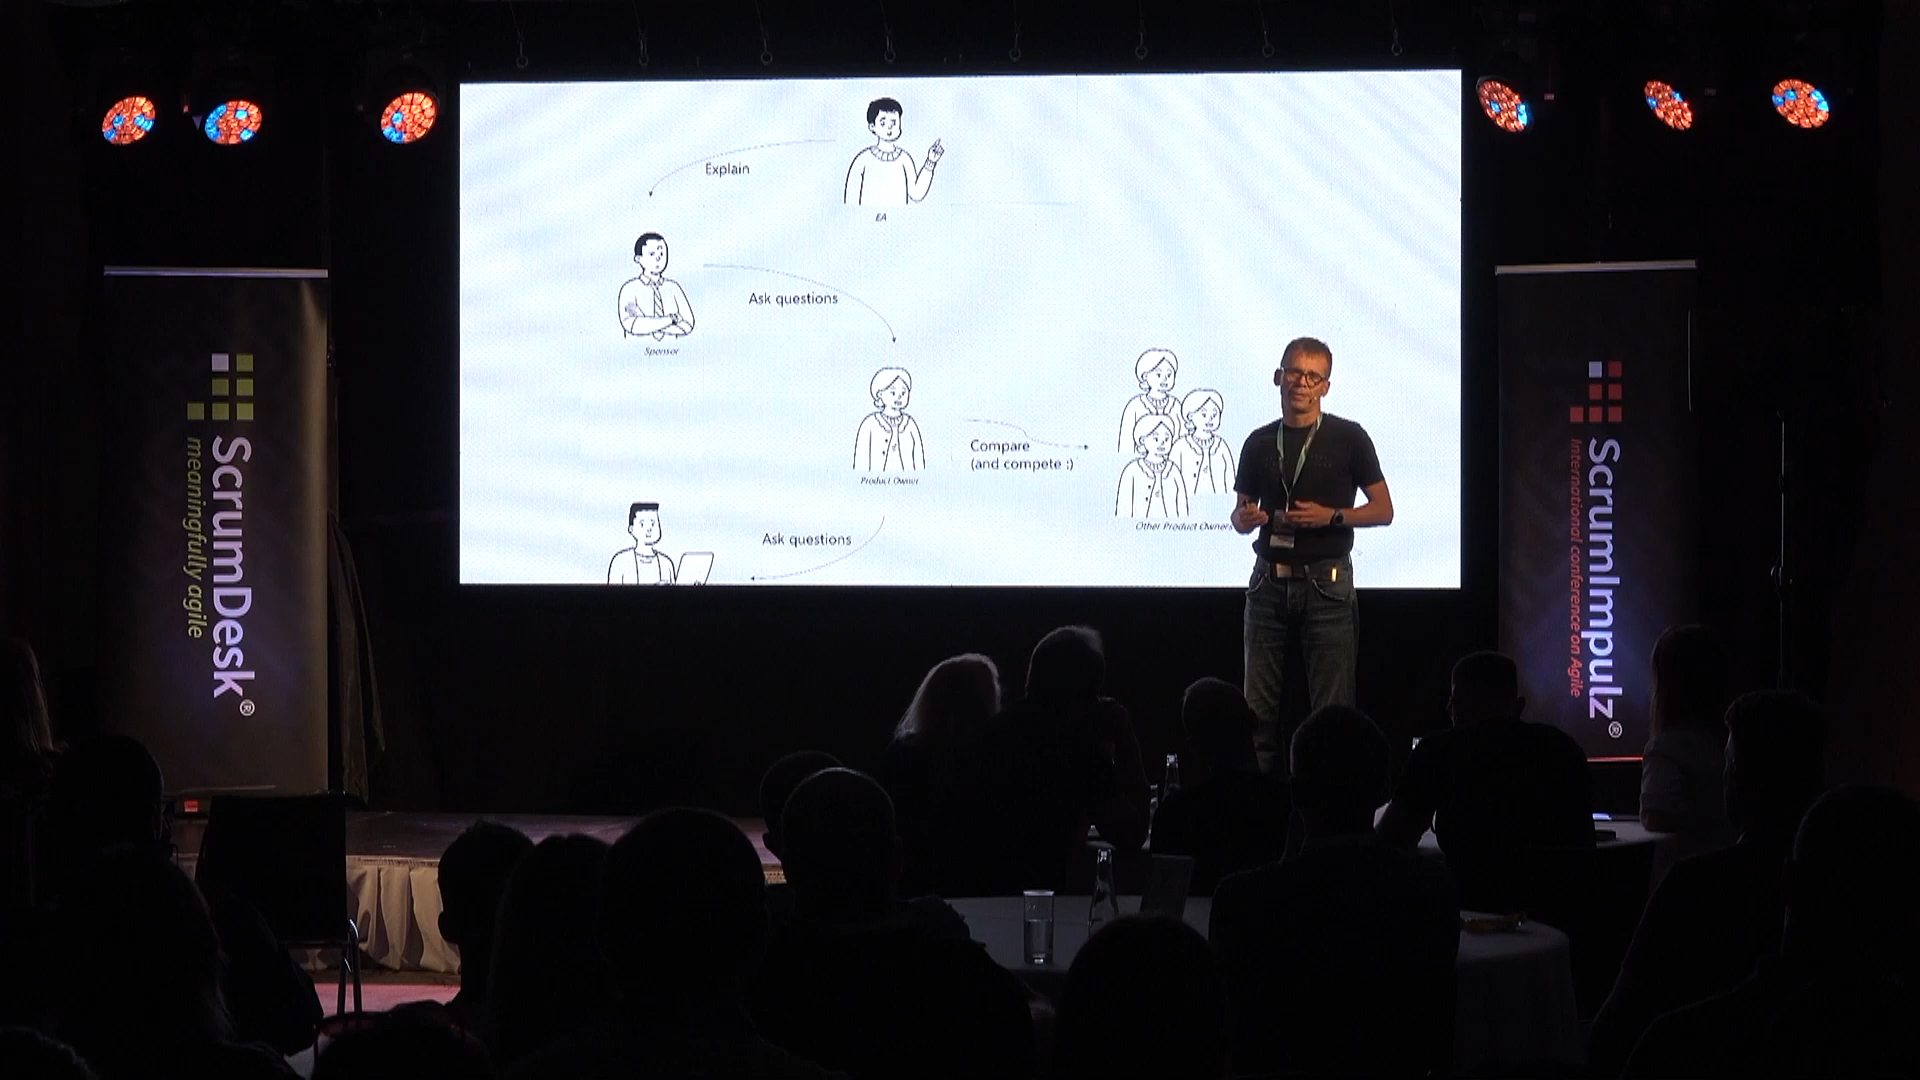 Explain
EA
Ask questions
Sponsor
Product Owner
Compare
(and compete :)
Other Product Owners
Ask questions
ScrumDesk®
meaningfully agile
ScrumImpulz®
International conference on Agile